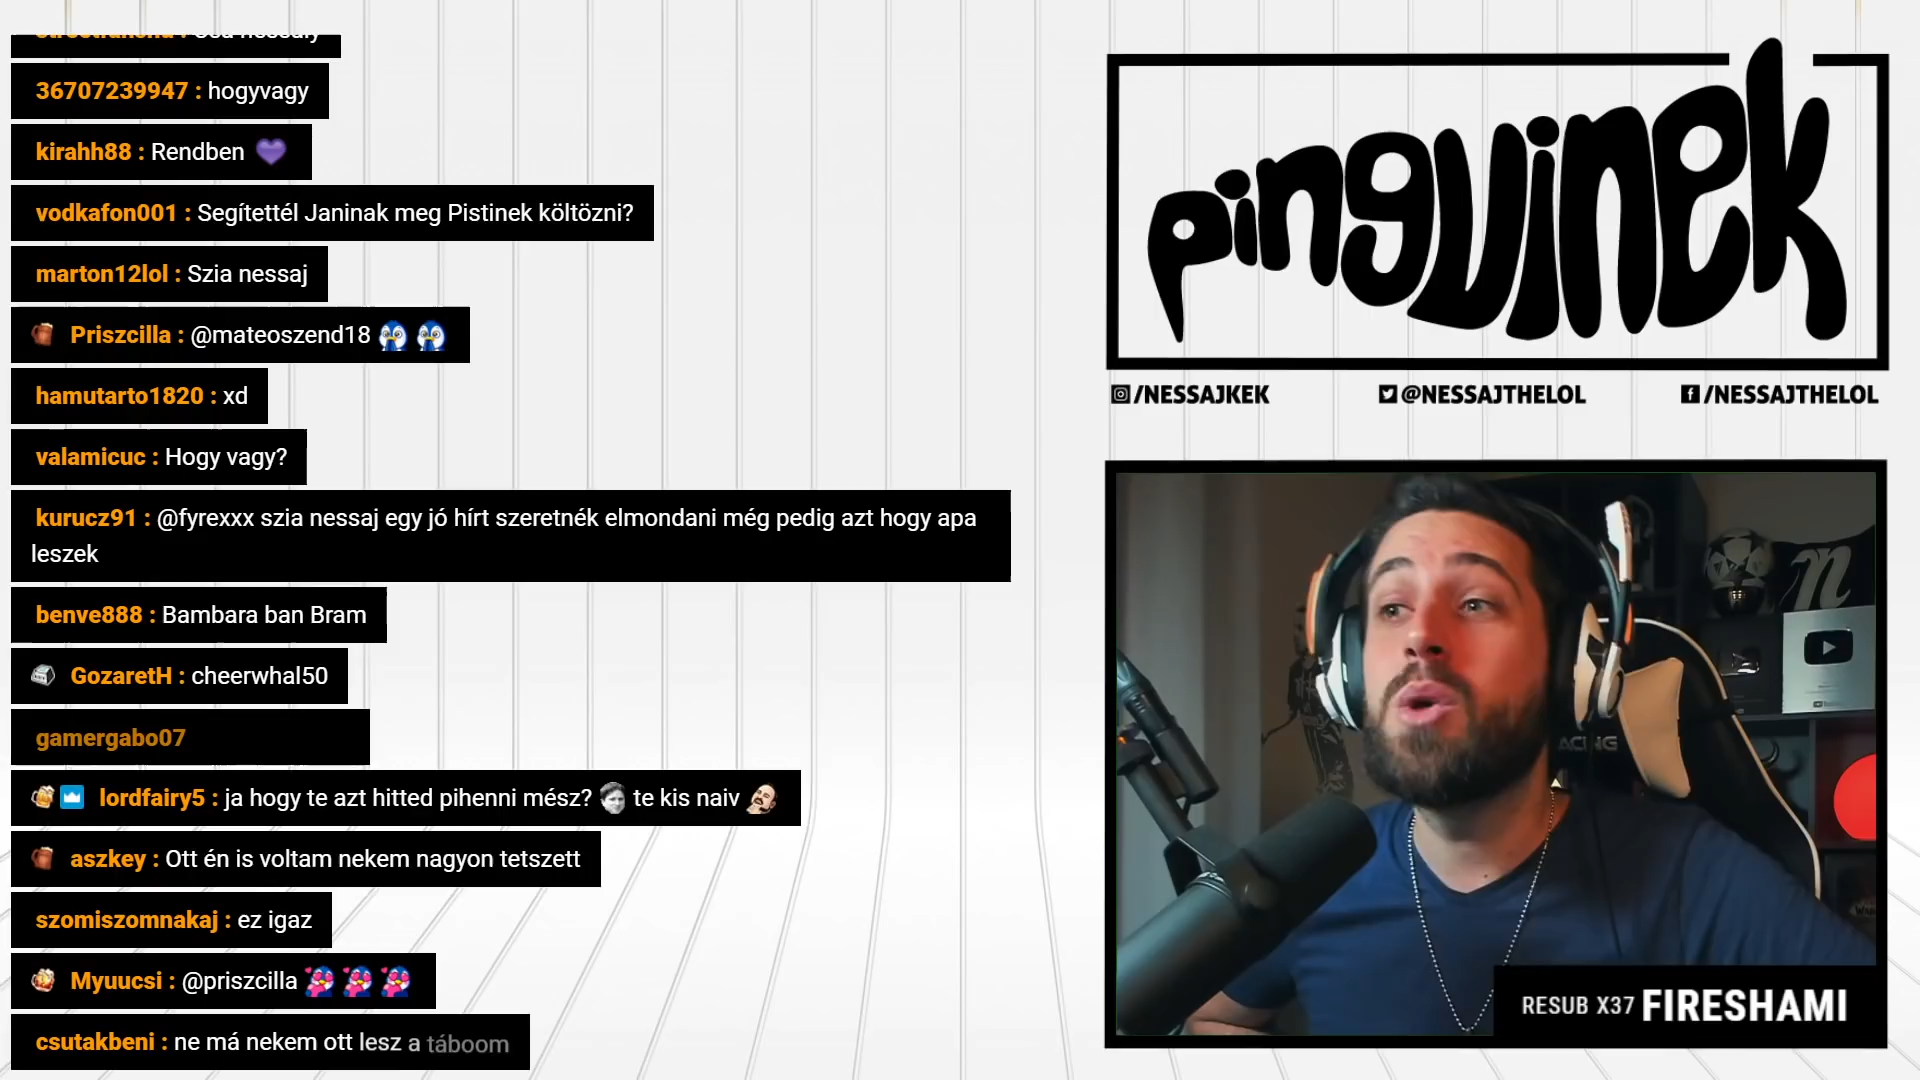 36707239947 : hogyvagy
kirahh88 : Rendben
vodkafon001 : Segítettél Janinak meg Pistinek költözni?
marton12lol : Szia nessaj
Priszcilla : @mateoszend18
hamutarto1820 : xd
valamicuc : Hogy vagy?
kurucz91 : @fyrexxx szia nessaj egy jó hírt szeretnék elmondani még pedig azt hogy apa
leszek
benve888 : Bambara ban Bram
GozaretH : cheerwhal50
gamergabo07
lordfairy5 : ja hogy te azt hitted pihenni mész? te kis naiv
aszkey : Ott én is voltam nekem nagyon tetszett
szomiszomnakaj : ez igaz
Myuucsi : @priszcilla
csutakbeni : ne má nekem ott lesz a táboom
pingvinek
/NESSAJKEK
@NESSAJTHELOL
/NESSAJTHELOL
n
ACING
RESUB X37 FIRESHAMI